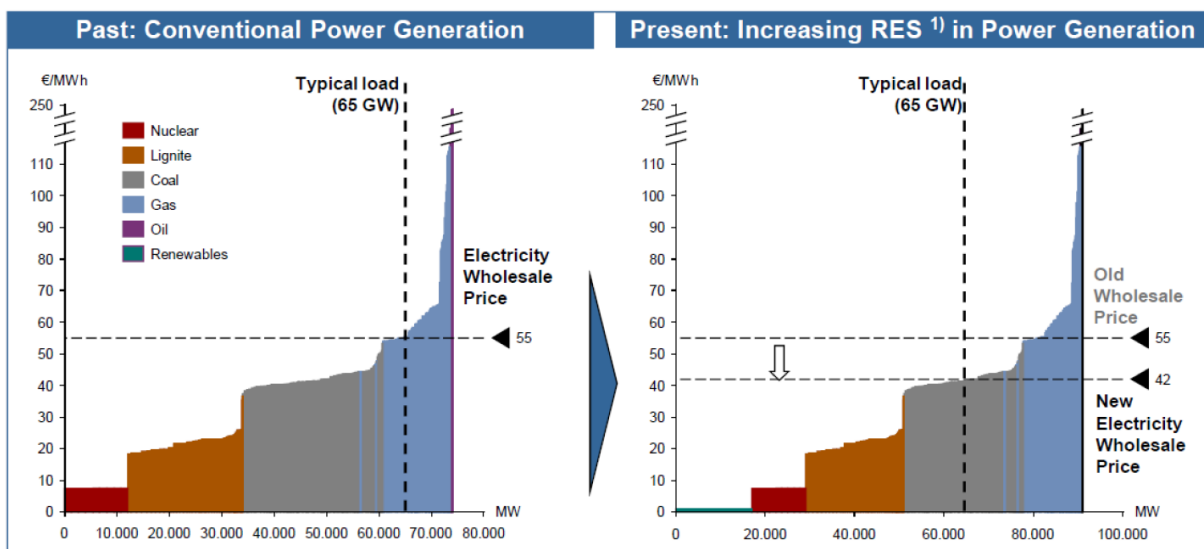 Past: Conventional Power Generation
€/MWh
250
110
100
90
80
70
60
50
40
30
20
10
0
Typical load
(65 GW)
Nuclear
Lignite
Coal
Gas
Oil
Renewables
Electricity
Wholesale
Price
55
0
10.000
20.000
30.000
40.000
50.000
60.000
70.000
80.000
MW
Present: Increasing RES 1) in Power Generation
€/MWh
250
110
100
90
80
70
60
50
40
30
20
10
0
Typical load
(65 GW)
Old
Wholesale
Price
55
42
New
Electricity
Wholesale
Price
0
20.000
40.000
60.000
80.000
100.000
MW